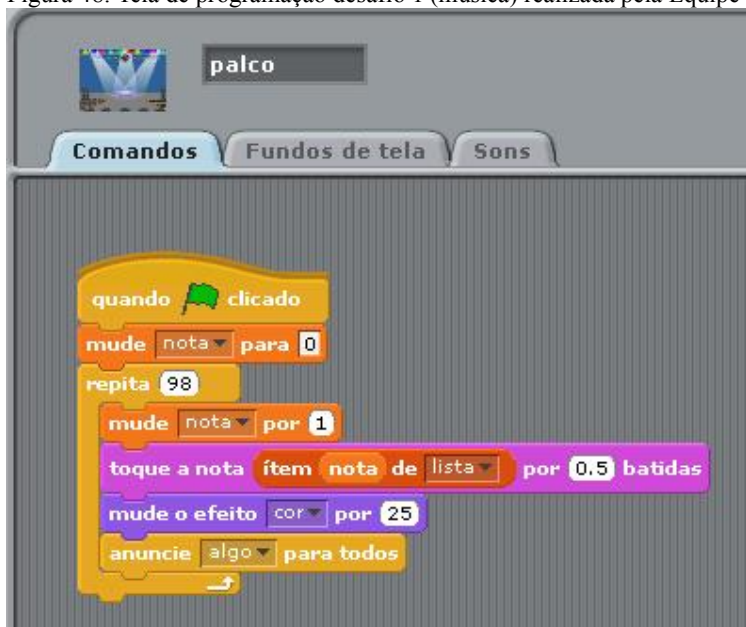 Figura 48: Tela de programação desafio 1 (música) realizada pela Equipe
palco
Comandos Fundos de tela Sons
quando clicado
mude nota para 0
repita 98
mude nota por 1
toque a nota ítem nota de lista por 0.5 batidas
mude o efeito cor por 25
anuncie algo para todos